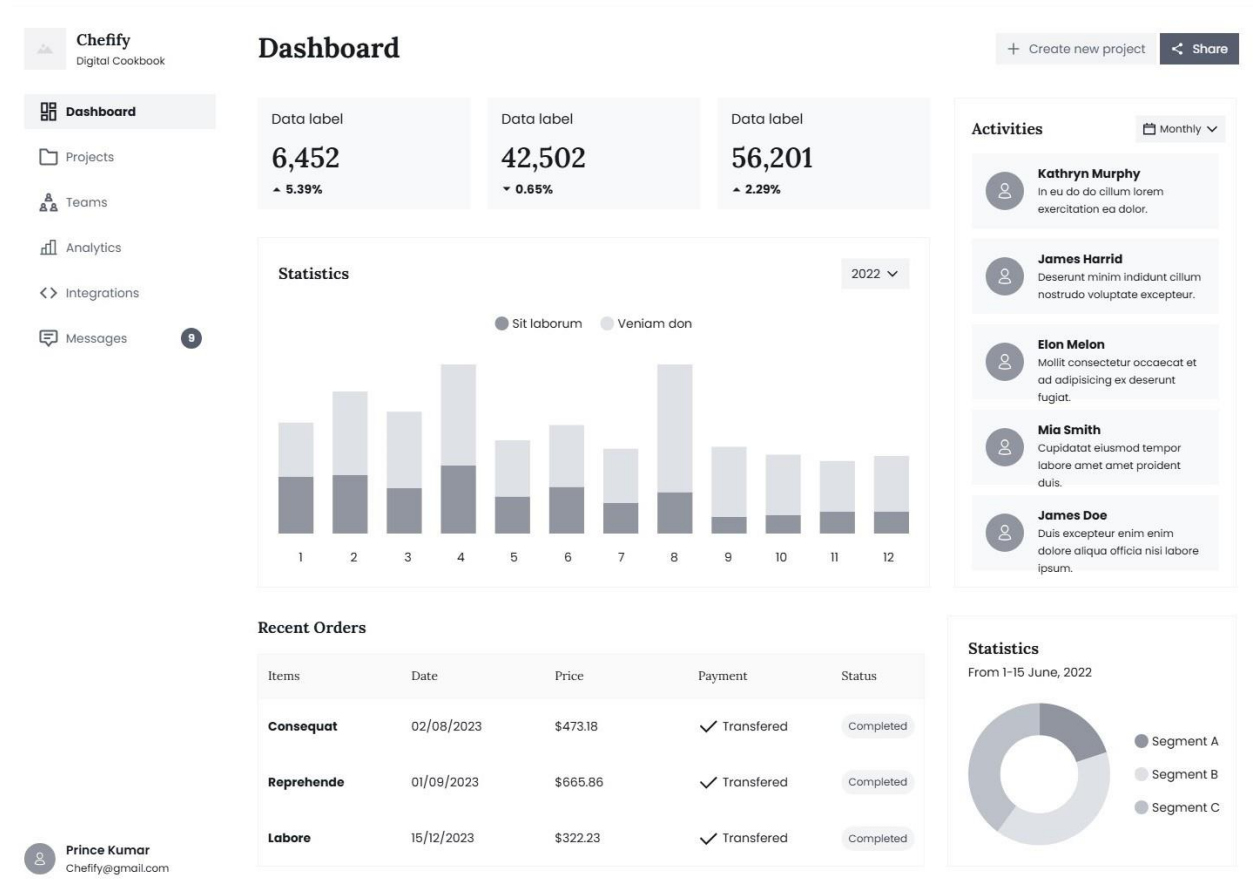 Chefify
Digital Cookbook
Dashboard
Projects
Teams
Analytics
Integrations
Messages
9
Prince Kumar
Chefify@gmail.com
Dashboard
Create new project
Share
Data label
6,452
5.39%
Data label
42,502
0.65%
Data label
56,201
2.29%
Statistics
2022
Sit laborum Veniam don
1 2 3 4 5 6 7 8 9 10 11 12
Activities
Monthly
Kathryn Murphy
In eu do do cillum lorem
exercitation ea dolor.
James Harrid
Deserunt minim indidunt cillum
nostrudo voluptate excepteur.
Elon Melon
Mollit consectetur occaecat et
ad adipisicing ex deserunt
fugiat.
Mia Smith
Cupidatat eiusmod tempor
labore amet amet proident
duis.
James Doe
Duis excepteur enim enim
dolore aliqua officia nisi labore
ipsum.
Recent Orders
Items Date Price Payment Status
Consequat 02/08/2023 $473.18 Transfered Completed
Reprehende 01/09/2023 $665.86 Transfered Completed
Labore 15/12/2023 $322.23 Transfered Completed
Statistics
From 1-15 June, 2022
Segment A
Segment B
Segment C